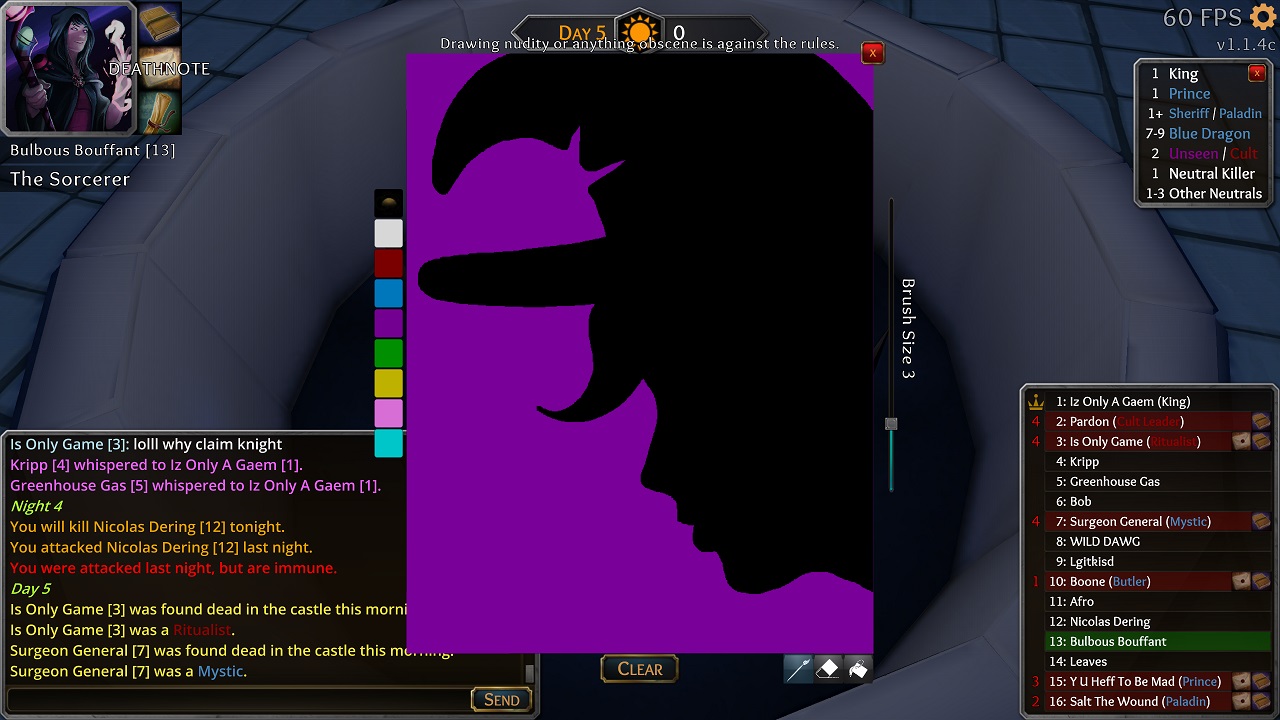 60 FPS
v1.1.4c
DAY 5 0
Drawing nudity or anything obscene is against the rules.
X
DEATHNOTE
Bulbous Bouffant [13]
The Sorcerer
1 King X
1 Prince
1+ Sheriff / Paladin
7-9 Blue Dragon
2 Unseen / Cult
1 Neutral Killer
1-3 Other Neutrals
Brush Size 3
Is Only Game [3]: lolll why claim knight
Kripp [4] whispered to Iz Only A Gaem [1].
Greenhouse Gas [5] whispered to Iz Only A Gaem [1].
Night 4
You will kill Nicolas Dering [12] tonight.
You attacked Nicolas Dering [12] last night.
You were attacked last night, but are immune.
Day 5
Is Only Game [3] was found dead in the castle this morni
Is Only Game [3] was a Ritualist.
Surgeon General [7] was found dead in the castle this morning.
Surgeon General [7] was a Mystic.
SEND
CLEAR
1: Iz Only A Gaem (King)
4 2: Pardon (Cult Leader)
4 3: Is Only Game (Ritualist)
4: Kripp
5: Greenhouse Gas
6: Bob
4 7: Surgeon General (Mystic)
8: WILD DAWG
9: Lgitkisd
1 10: Boone (Butler)
11: Afro
12: Nicolas Dering
13: Bulbous Bouffant
14: Leaves
3 15: Y U Heff To Be Mad (Prince)
2 16: Salt The Wound (Paladin)